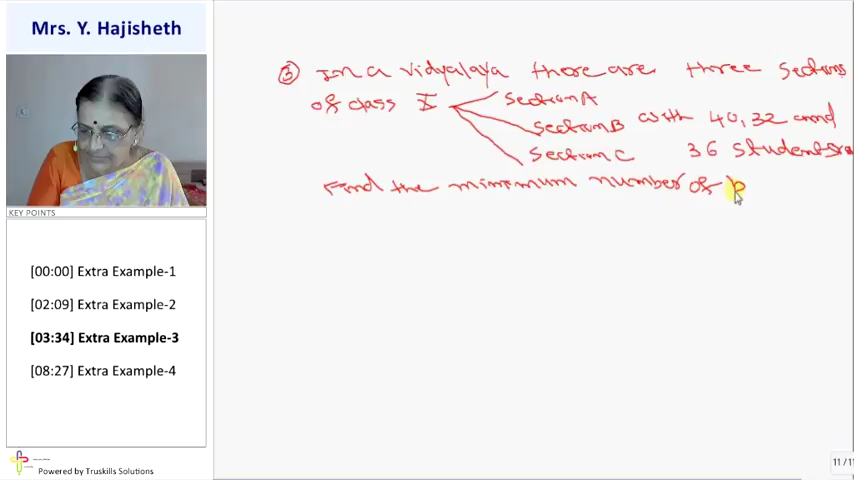 Mrs. Y. Hajisheth
KEY POINTS
[00:00] Extra Example-1
[02:09] Extra Example-2
[03:34] Extra Example-3
[08:27] Extra Example-4
Powered by Truskills Solutions
③ In a vidyalaya there are three sections
of class X section A
section B with 40, 32 and
section C 36 students
Find the minimum number of b
11 / 11